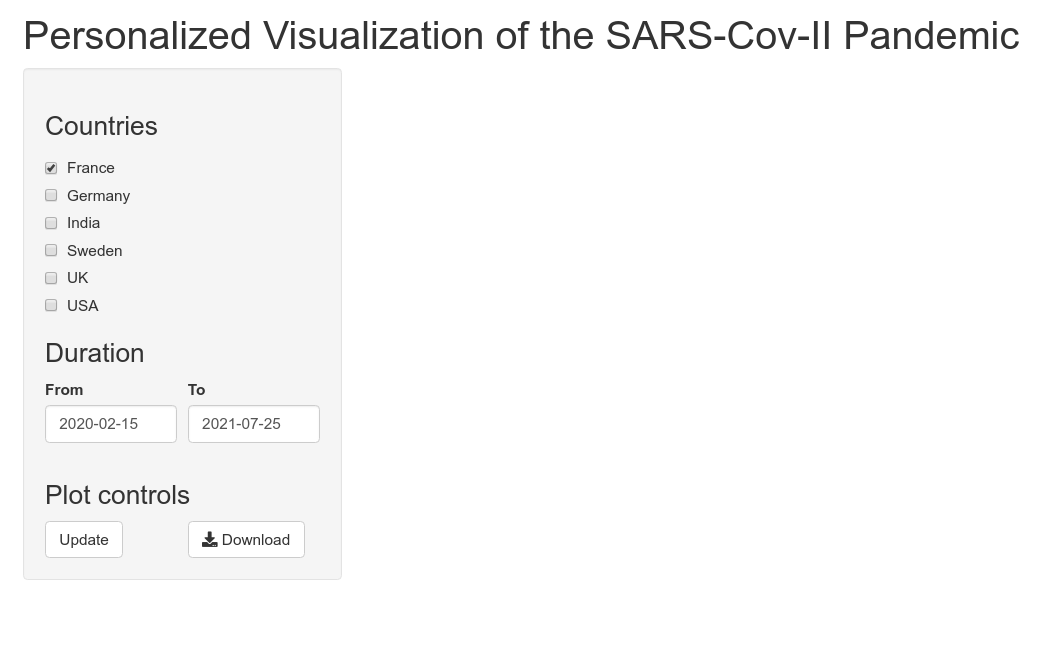 Personalized Visualization of the SARS-Cov-II Pandemic
Countries
France
Germany
India
Sweden
UK
USA
Duration
From To
2020-02-15 2021-07-25
Plot controls
Update Download